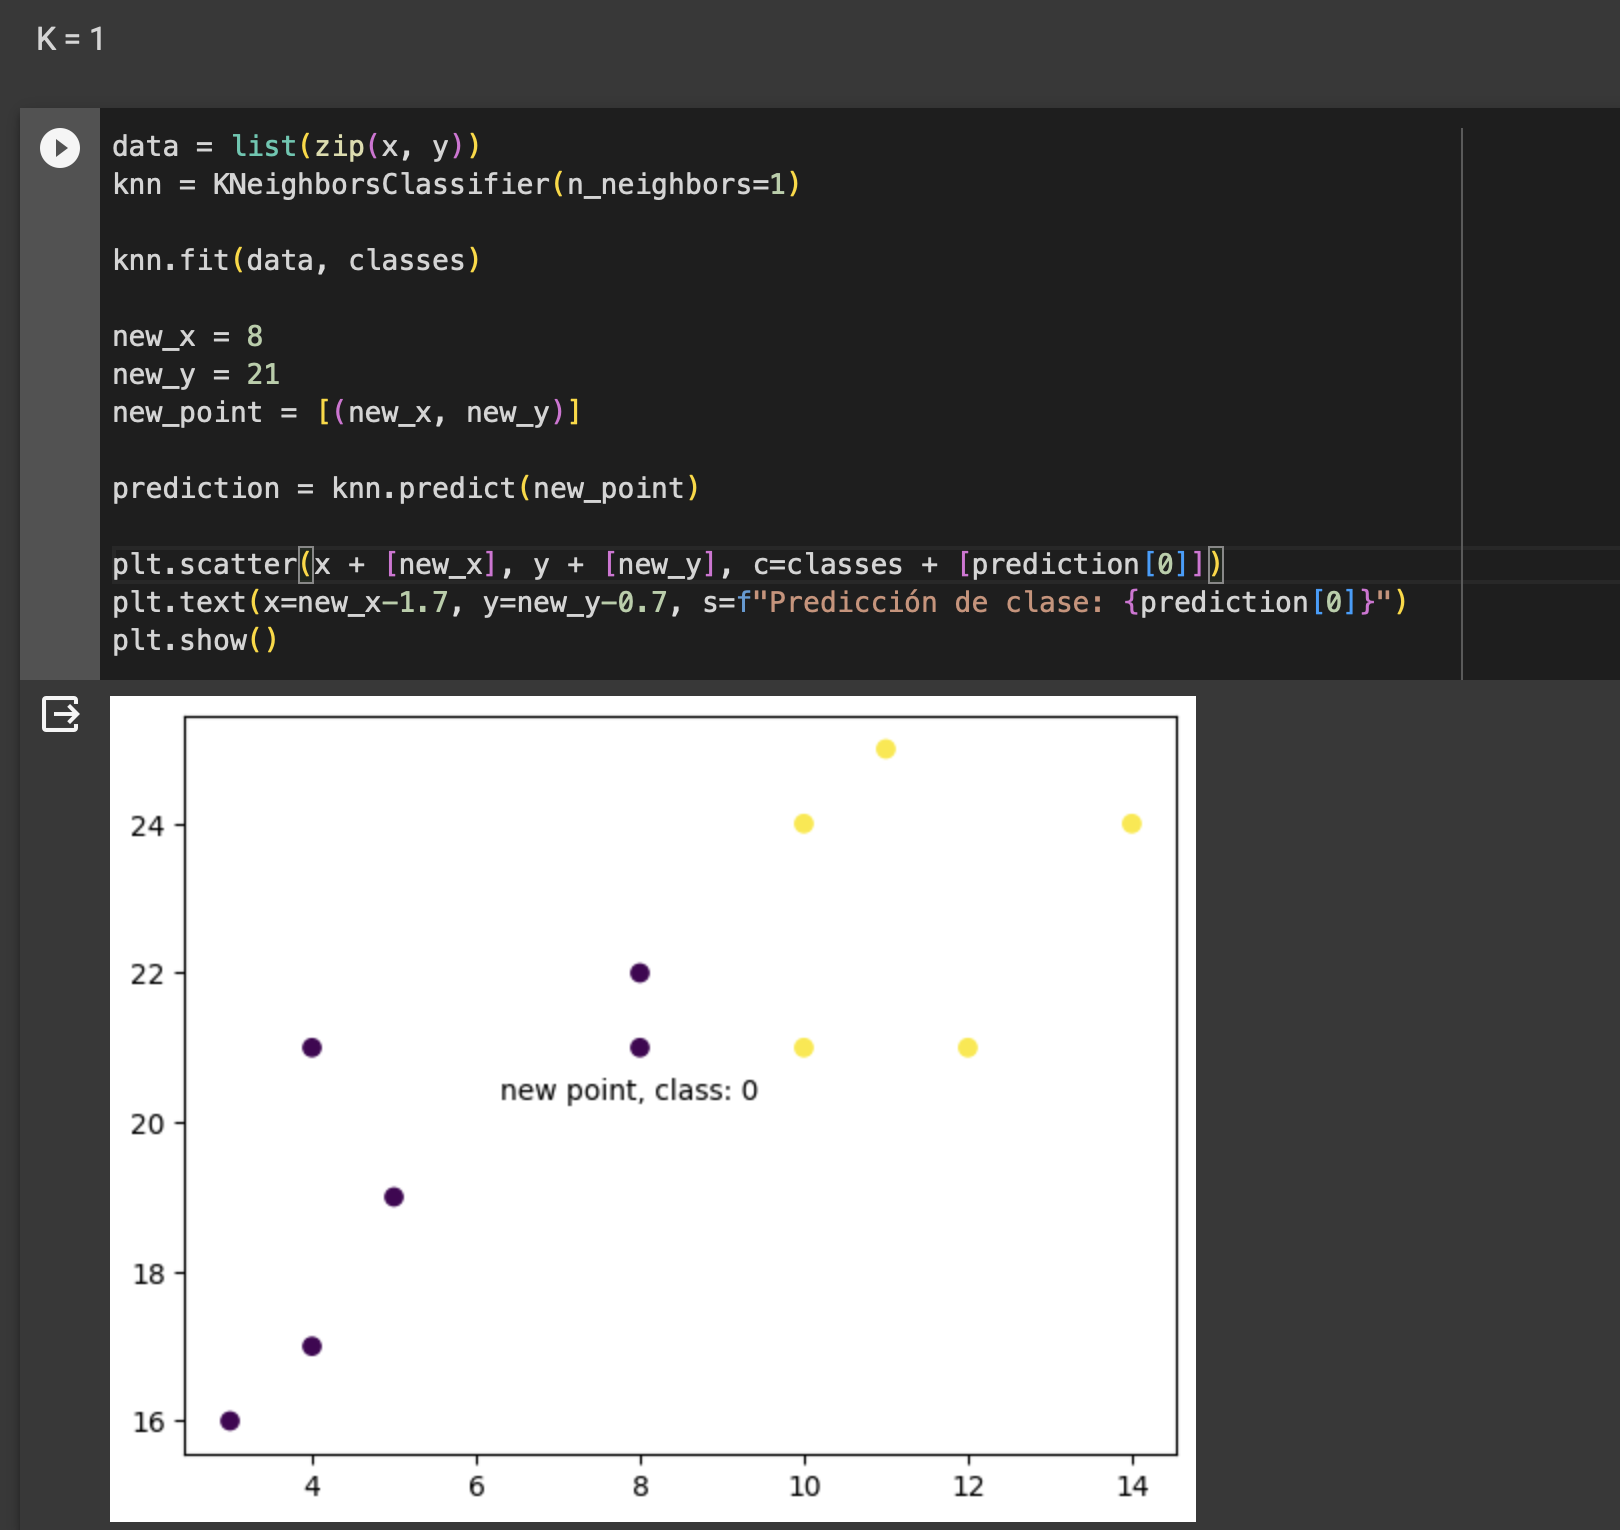 K = 1
data = list(zip(x, y))
knn = KNeighborsClassifier(n_neighbors=1)
knn.fit(data, classes)
new_x = 8
new_y = 21
new_point = [(new_x, new_y)]
prediction = knn.predict(new_point)
plt.scatter(x + [new_x], y + [new_y], c=classes + [prediction[0]])
plt.text(x=new_x-1.7, y=new_y-0.7, s=f"Predicción de clase: {prediction[0]}")
plt.show()
24
22
20
18
16
new point, class: 0
4 6 8 10 12 14